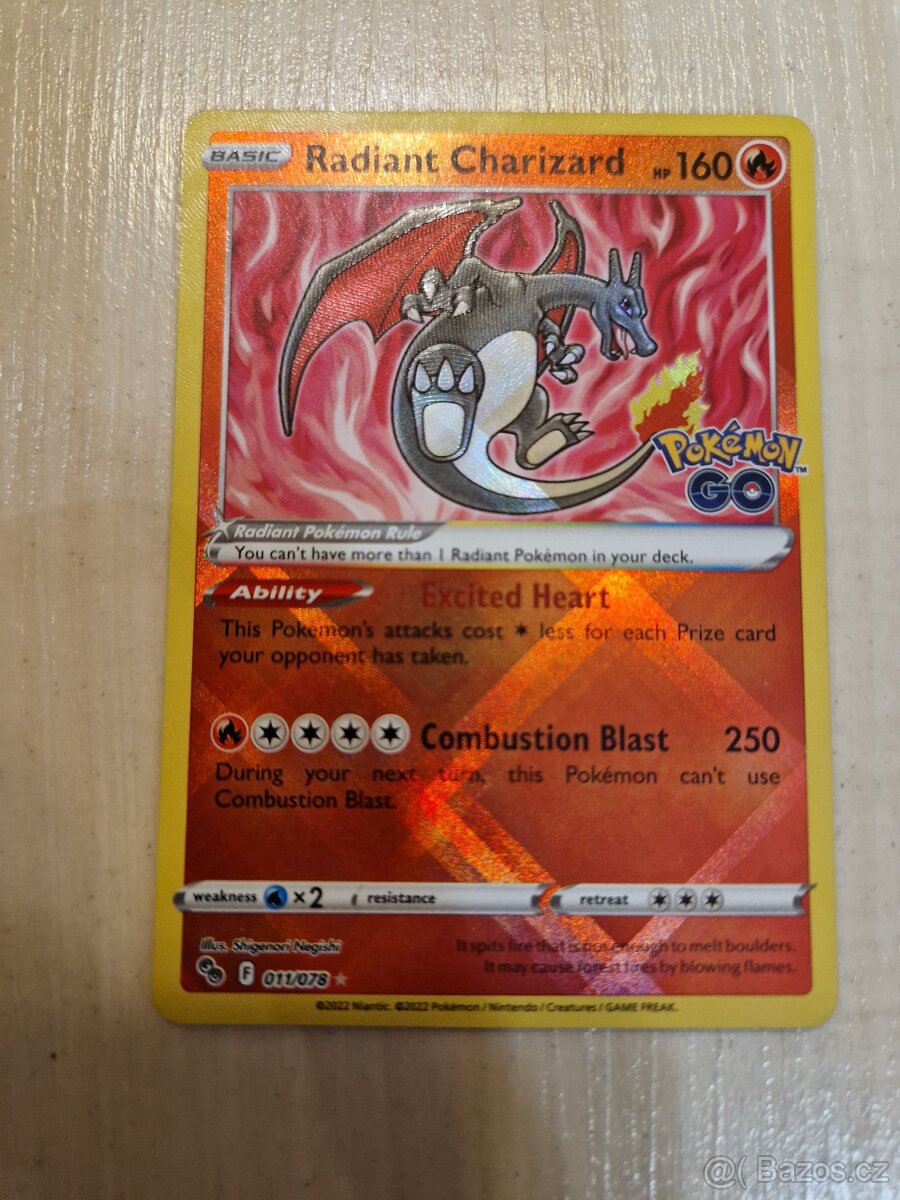 BASIC Radiant Charizard HP 160
POKÉMON™
GO
Radiant Pokémon Rule
You can't have more than 1 Radiant Pokémon in your deck.
Ability Excited Heart
This Pokémon's attacks cost less for each Prize card
your opponent has taken.
Combustion Blast 250
During your next turn, this Pokémon can't use
Combustion Blast.
weakness ×2 resistance retreat
Illus. Shigenori Negishi
It spits fire that is hot enough to melt boulders.
It may cause forest fires by blowing flames.
F 011/078 ★
©2022 Niantic. ©2022 Pokémon / Nintendo / Creatures / GAME FREAK.
@( Bazos.cz